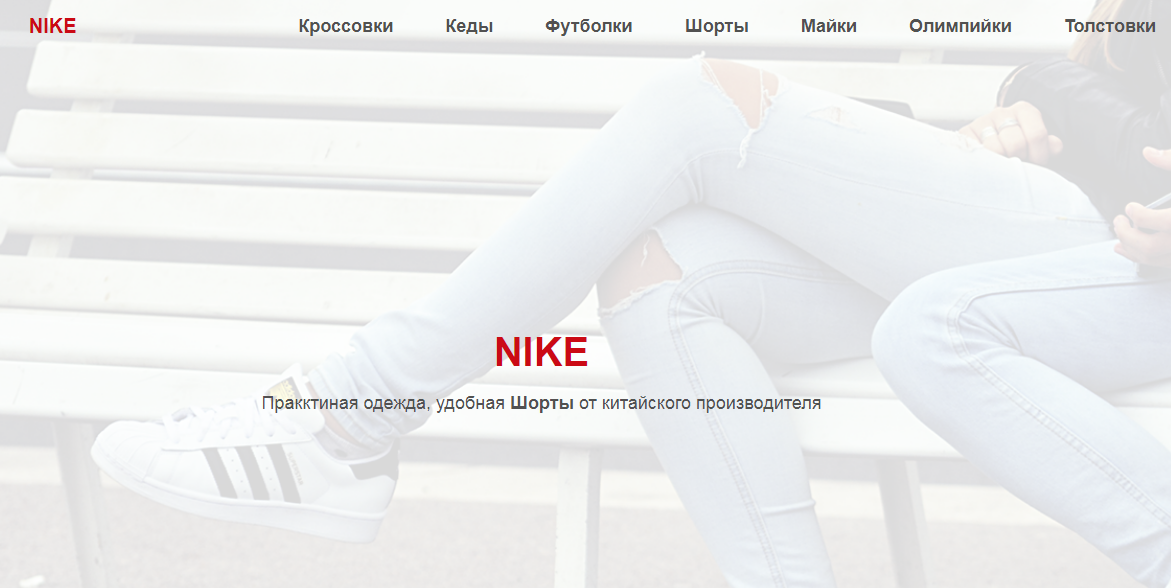 NIKE Кроссовки Кеды Футболки Шорты Майки Олимпийки Толстовки
NIKE
Пракктиная одежда, удобная Шорты от китайского производителя